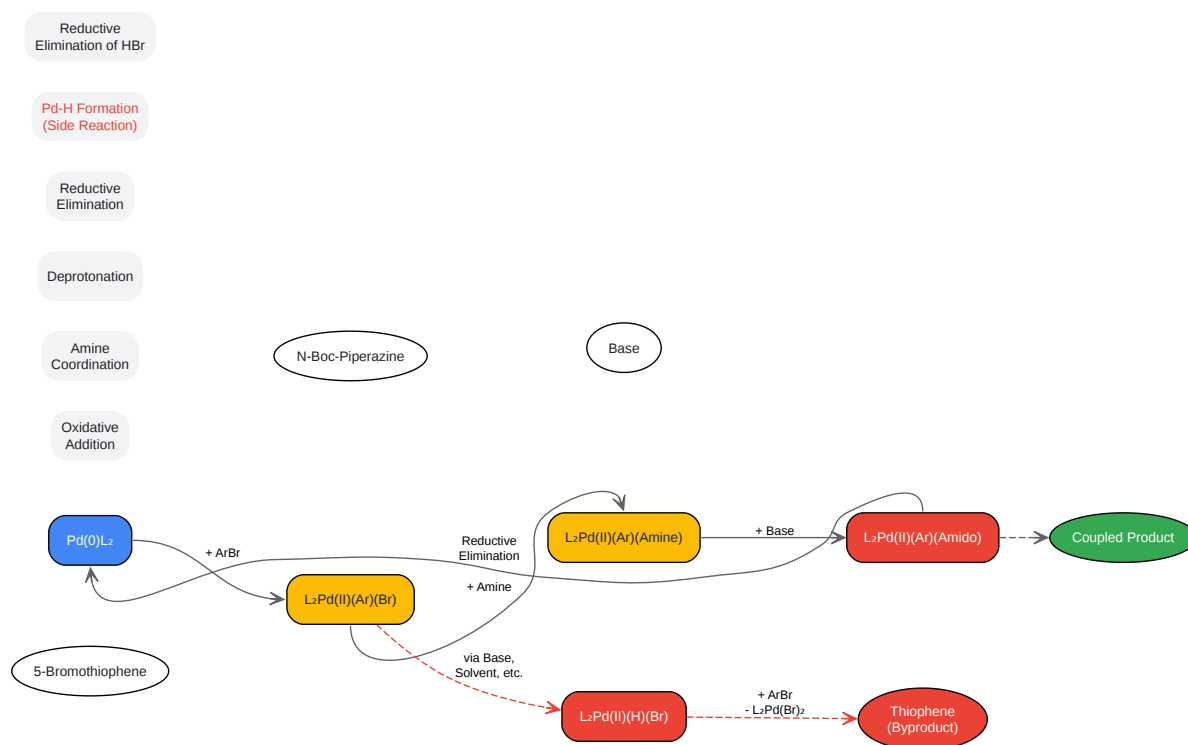 Reductive
Elimination of HBr
Pd-H Formation
(Side Reaction)
Reductive
Elimination
Deprotonation
Amine
Coordination
N-Boc-Piperazine
Base
Oxidative
Addition
Pd(0)L₂
+ ArBr
Reductive
Elimination
L₂Pd(II)(Ar)(Amine)
+ Base
L₂Pd(II)(Ar)(Amido)
Coupled Product
+ Amine
L₂Pd(II)(Ar)(Br)
5-Bromothiophene
via Base,
Solvent, etc.
L₂Pd(II)(H)(Br)
+ ArBr
- L₂Pd(Br)₂
Thiophene
(Byproduct)